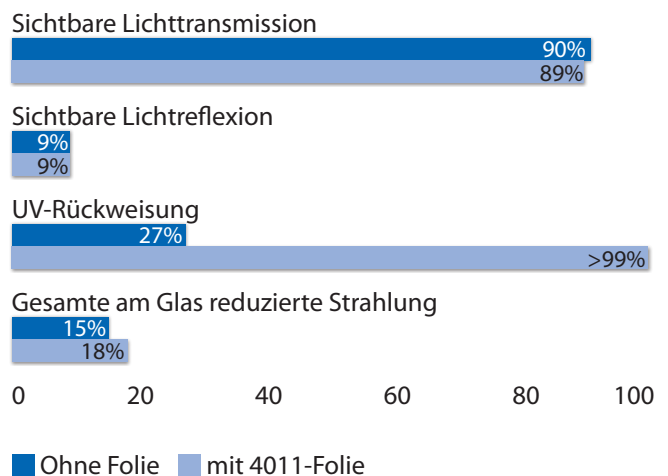 Sichtbare Lichttransmission
90%
89%
Sichtbare Lichtreflexion
9%
9%
UV-Rückweisung
27%
>99%
Gesamte am Glas reduzierte Strahlung
15%
18%
0 20 40 60 80 100
Ohne Folie mit 4011-Folie